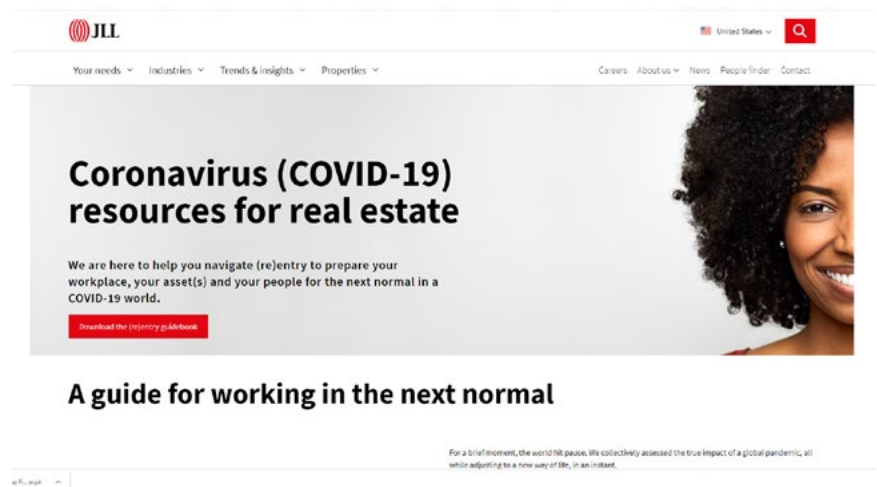 JLL
United States
Your needs Industries Trends & insights Properties
Careers About us News People finder Contact
Coronavirus (COVID-19)
resources for real estate
We are here to help you navigate (re)entry to prepare your
workplace, your asset(s) and your people for the next normal in a
COVID-19 world.
Download the (re)entry guidebook
A guide for working in the next normal
For a brief moment, the world hit pause. We collectively assessed the true impact of a global pandemic, all
while adjusting to a new way of life, in an instant.